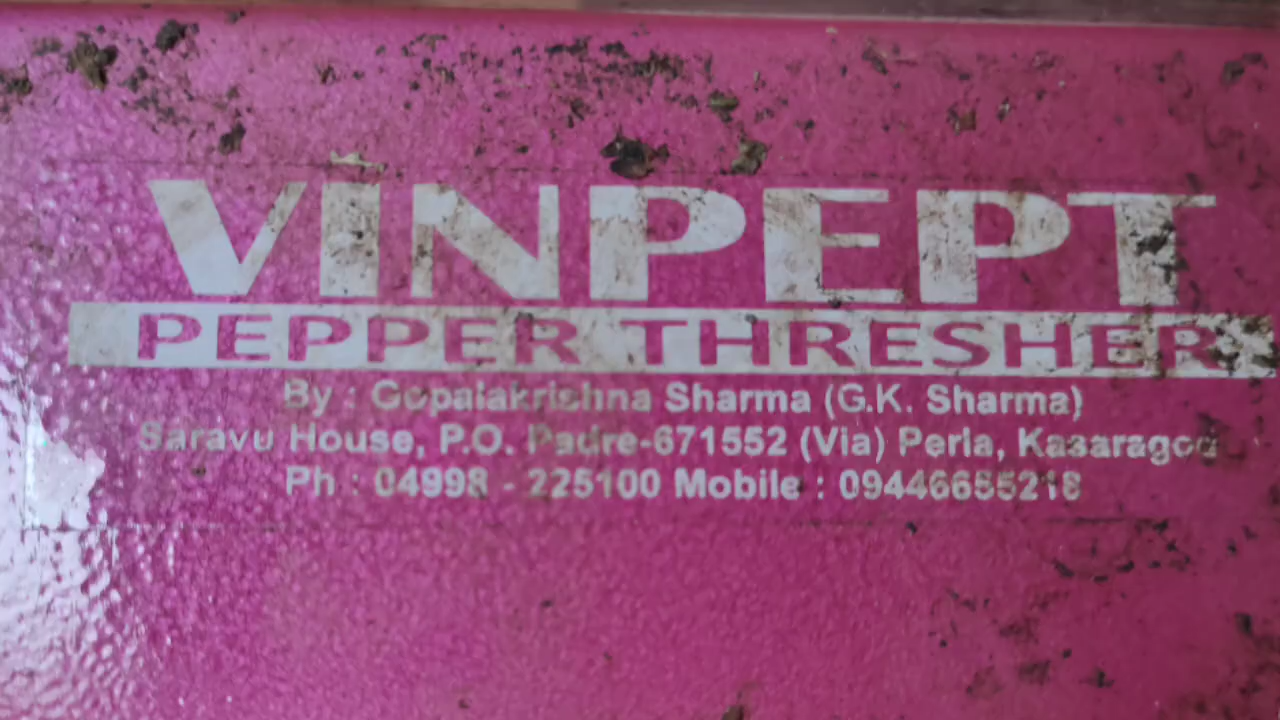 VINPEPT
PEPPER THRESHER
By : Gopalakrishna Sharma (G.K. Sharma)
Saravu House, P.O. Padre-671552 (Via) Perla, Kasaragod
Ph : 04998 - 225100 Mobile : 09446655218